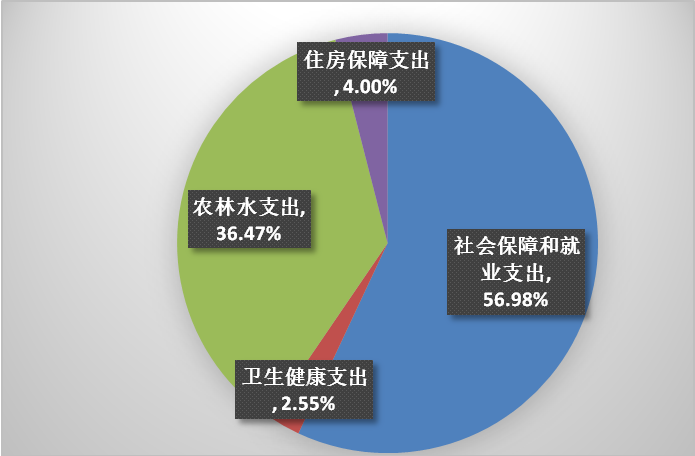 住房保障支出
, 4.00%
农林水支出,
36.47%
社会保障和就
业支出,
56.98%
卫生健康支出
, 2.55%